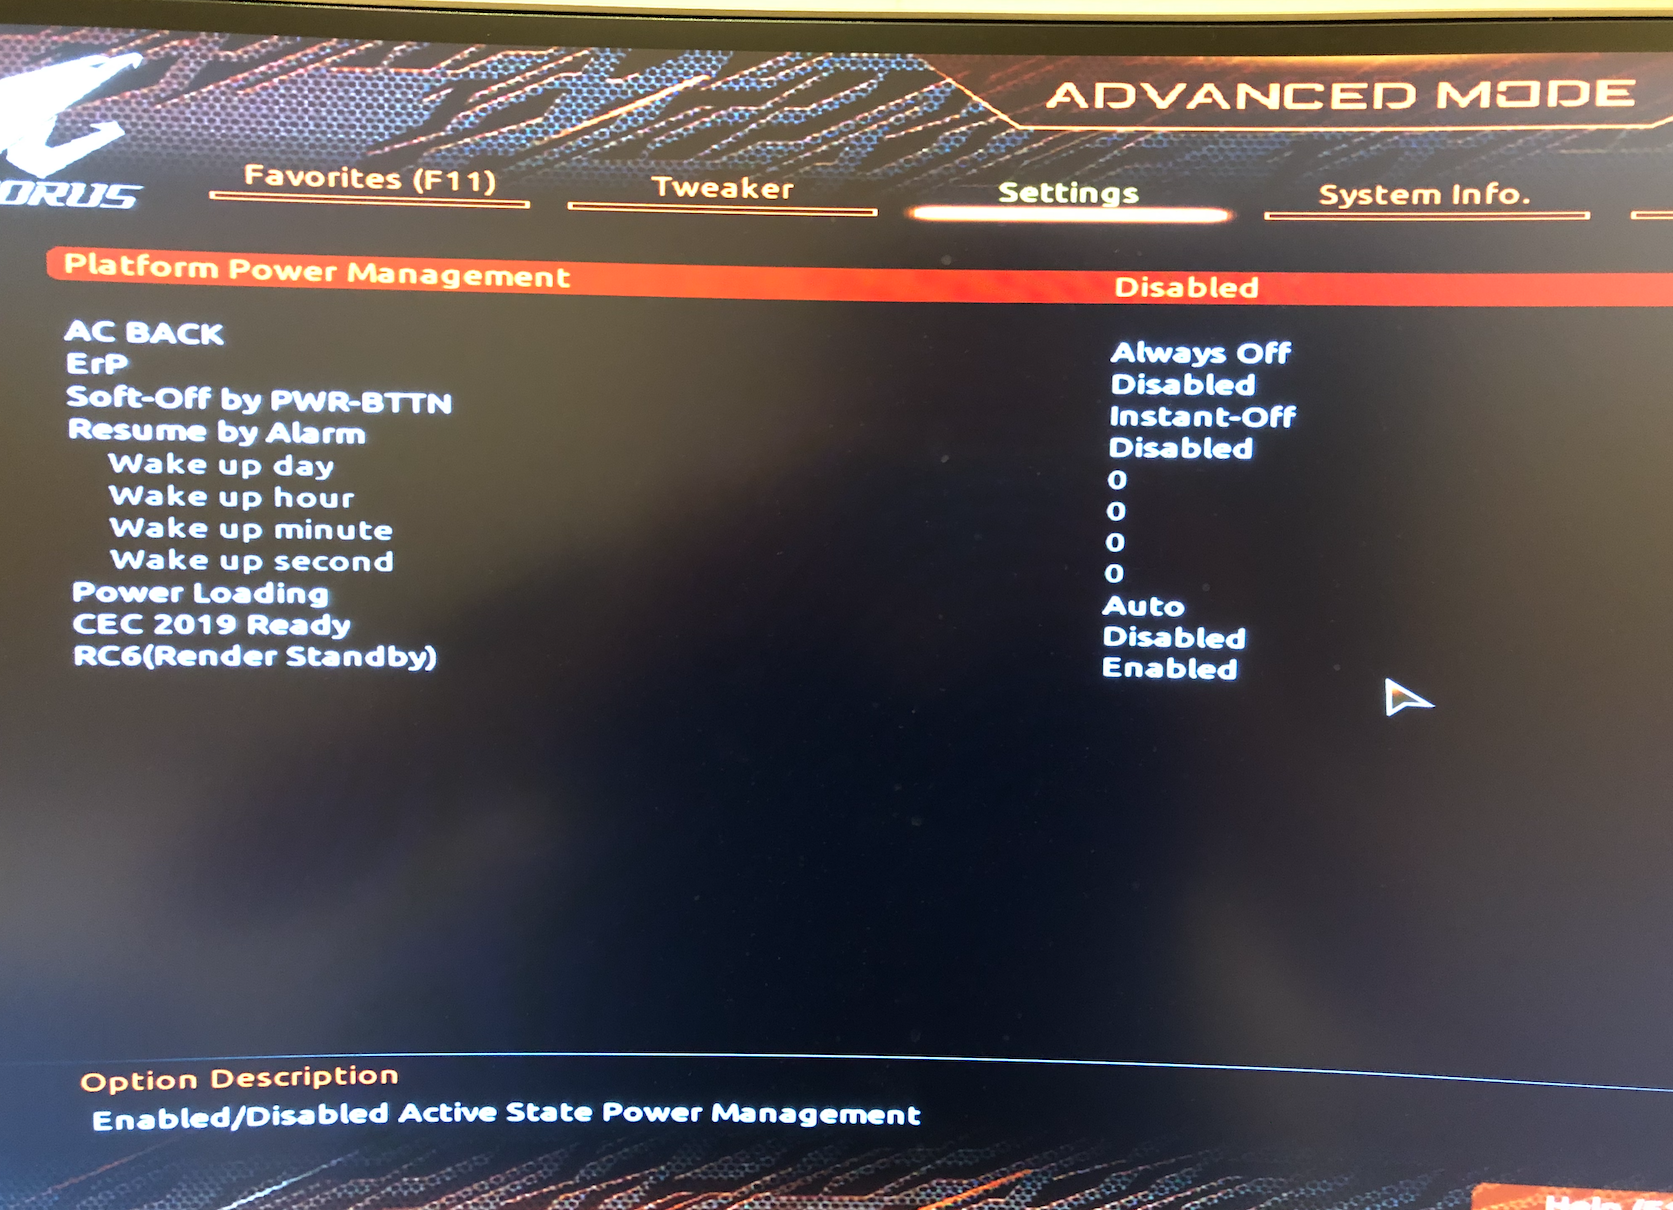 ADVANCED MODE
ORUS
Favorites (F11)
Tweaker
Settings
System Info.
Platform Power Management Disabled
AC BACK Always Off
ErP Disabled
Soft-Off by PWR-BTTN Instant-Off
Resume by Alarm Disabled
Wake up day 0
Wake up hour 0
Wake up minute 0
Wake up second 0
Power Loading Auto
CEC 2019 Ready Disabled
RC6(Render Standby) Enabled
Option Description
Enabled/Disabled Active State Power Management